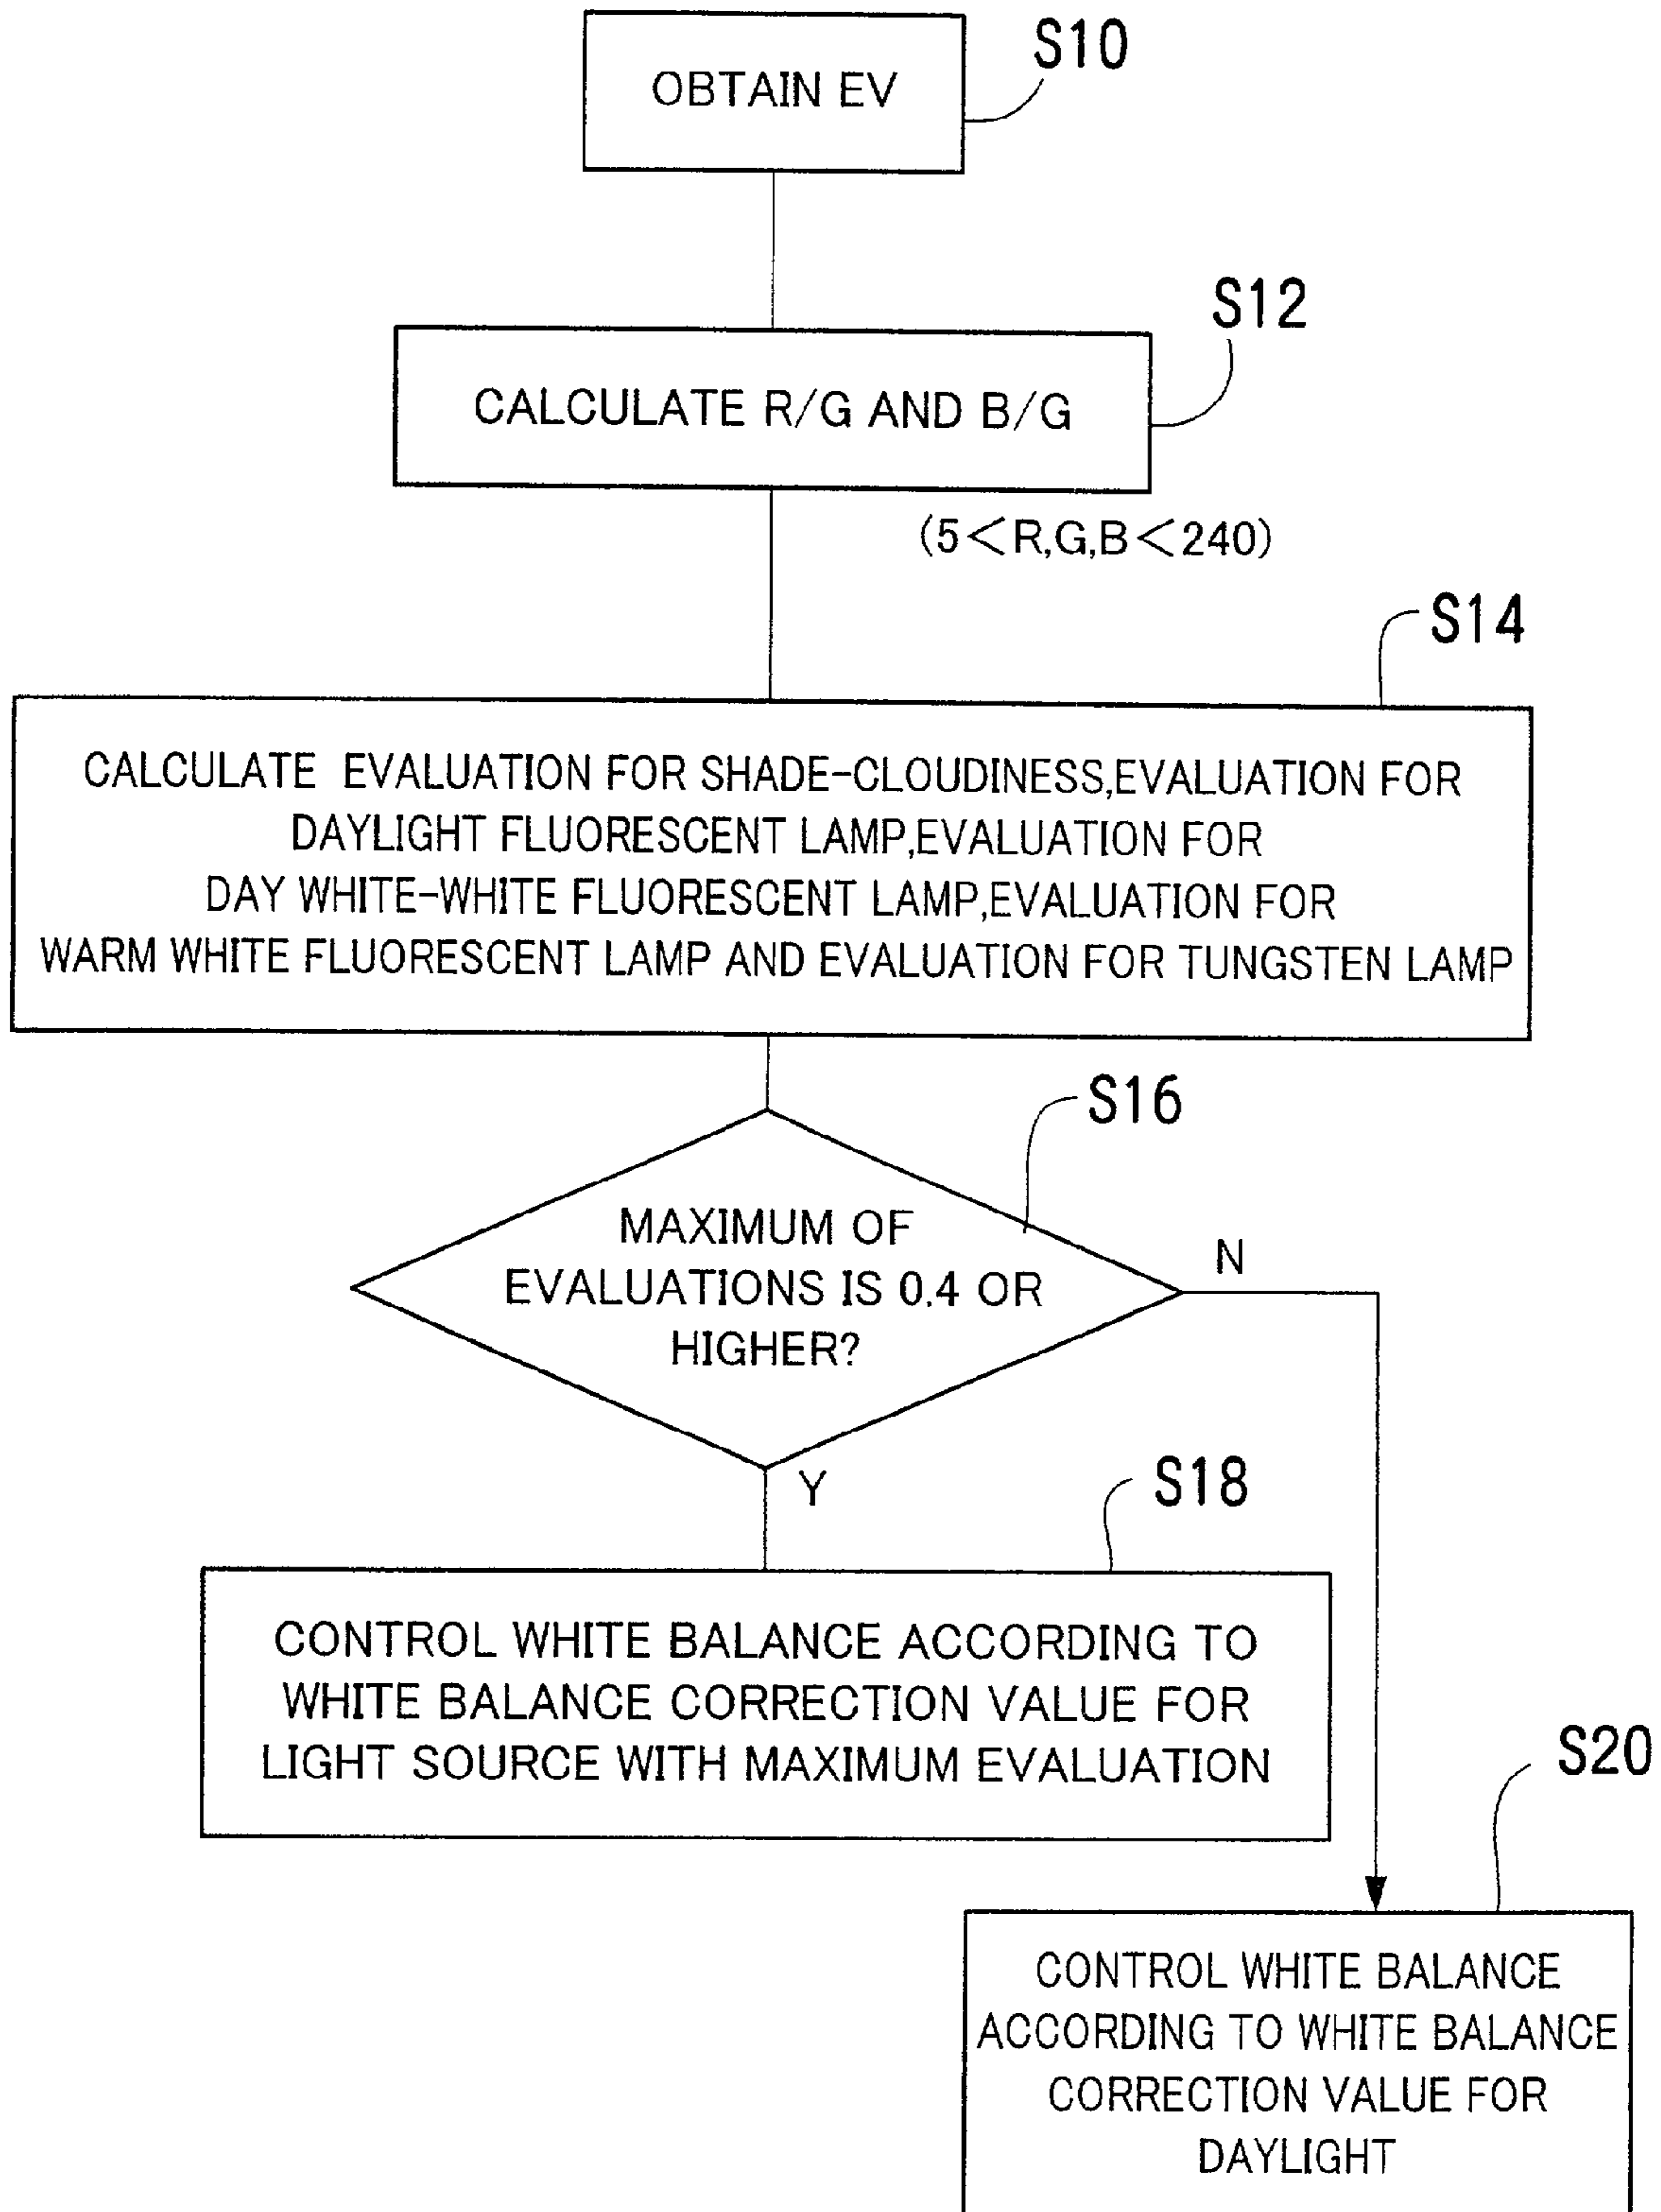 S10
OBTAIN EV
S12
CALCULATE R/G AND B/G
(5<R,G,B<240)
S14
CALCULATE EVALUATION FOR SHADE-CLOUDINESS,EVALUATION FOR
DAYLIGHT FLUORESCENT LAMP,EVALUATION FOR
DAY WHITE-WHITE FLUORESCENT LAMP,EVALUATION FOR
WARM WHITE FLUORESCENT LAMP AND EVALUATION FOR TUNGSTEN LAMP
S16
MAXIMUM OF
EVALUATIONS IS 0.4 OR
HIGHER?
N
Y
S18
CONTROL WHITE BALANCE ACCORDING TO
WHITE BALANCE CORRECTION VALUE FOR
LIGHT SOURCE WITH MAXIMUM EVALUATION
S20
CONTROL WHITE BALANCE
ACCORDING TO WHITE BALANCE
CORRECTION VALUE FOR
DAYLIGHT